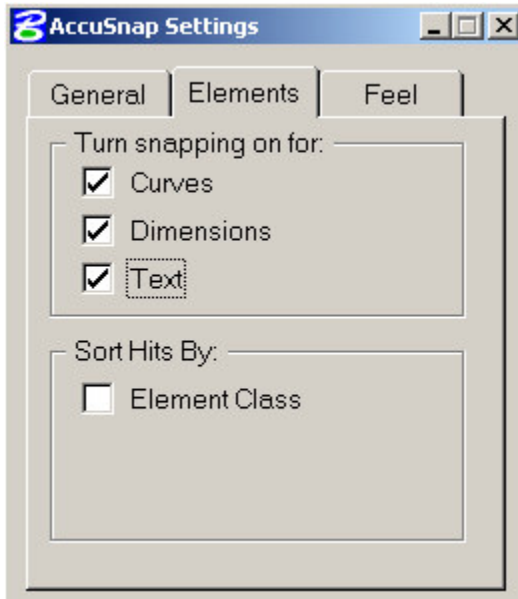 AccuSnap Settings
General Elements Feel
Turn snapping on for:
Curves
Dimensions
Text
Sort Hits By:
Element Class